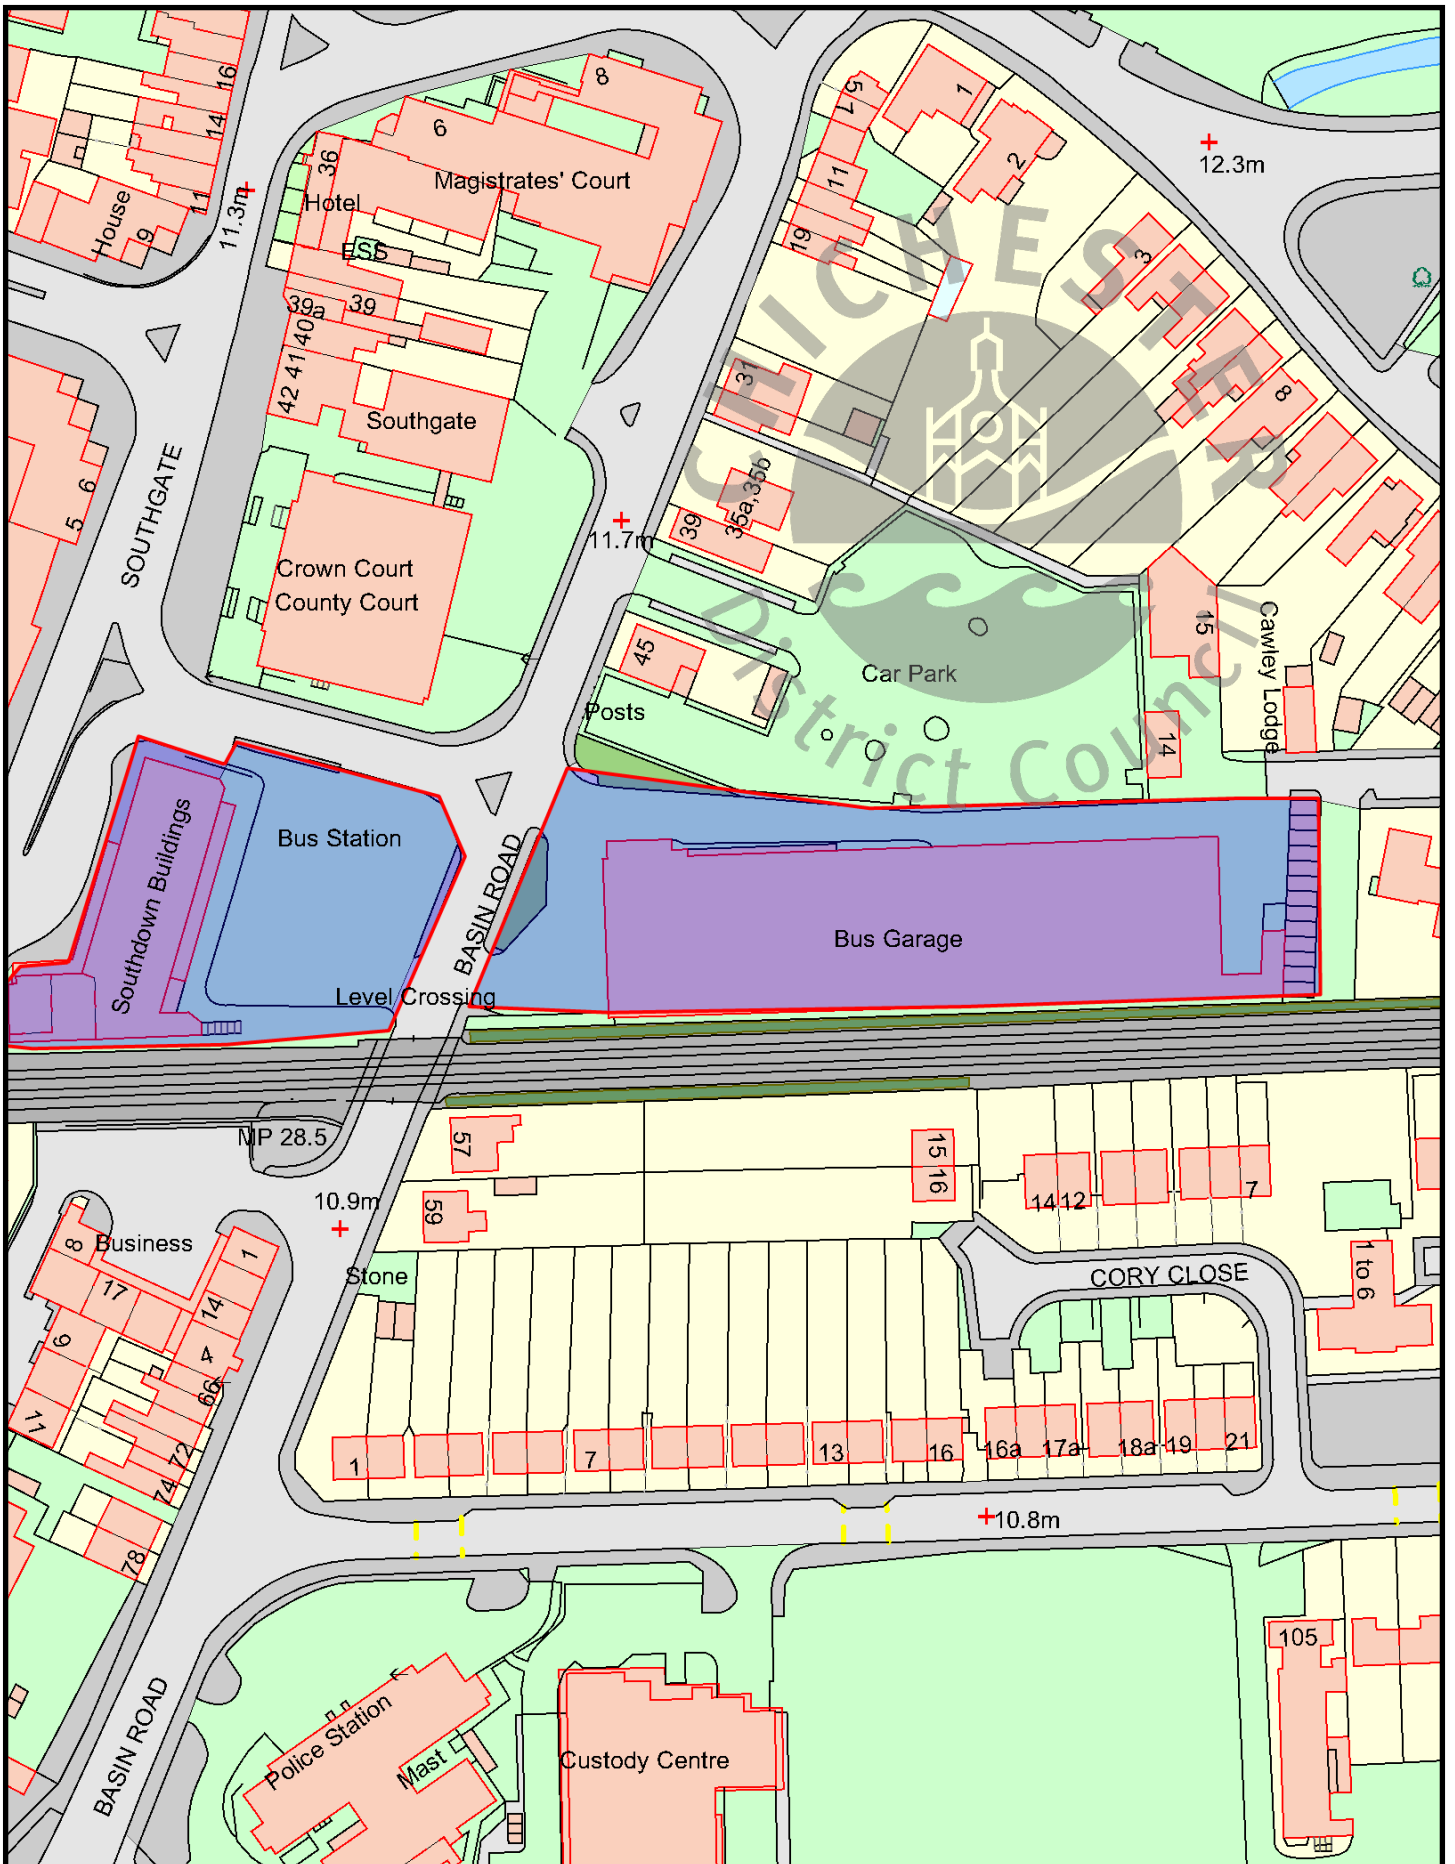 16
14
11
House
9
11.3m
8
6
36
Magistrates' Court
Hotel
ESS
39a
39
40
41
42
Southgate
SOUTHGATE
6
5
Crown Court
County Court
5
7
11
19
1
2
3
12.3m
CHICHESTER
District Council
31
8
35a,35b
39
11.7m
45
Posts
Car Park
15
14
Cawley Lodge
Southdown Buildings
Bus Station
BASIN ROAD
Bus Garage
Level Crossing
MP 28.5
57
59
10.9m
15
16
14
12
7
8
Business
1
17
14
9
4
66
72
74
78
Stone
CORY CLOSE
1 to 6
1
7
13
16
16a
17a
18a
19
21
10.8m
BASIN ROAD
Police Station
Mast
Custody Centre
105